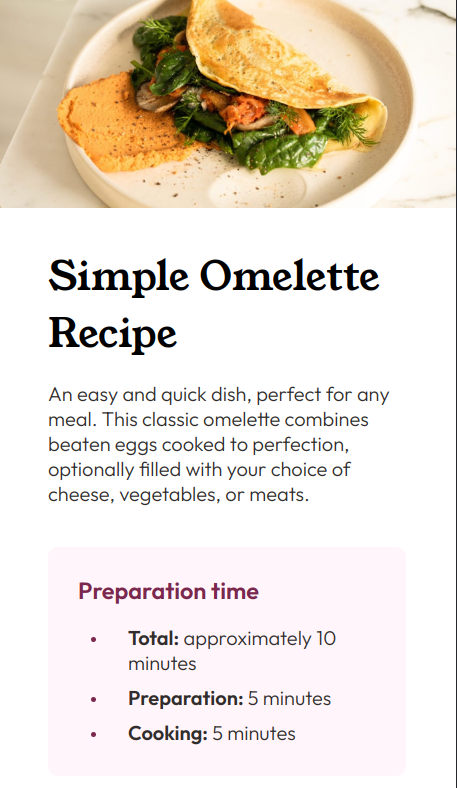 Simple Omelette
Recipe
An easy and quick dish, perfect for any
meal. This classic omelette combines
beaten eggs cooked to perfection,
optionally filled with your choice of
cheese, vegetables, or meats.
Preparation time
• Total: approximately 10
minutes
• Preparation: 5 minutes
• Cooking: 5 minutes